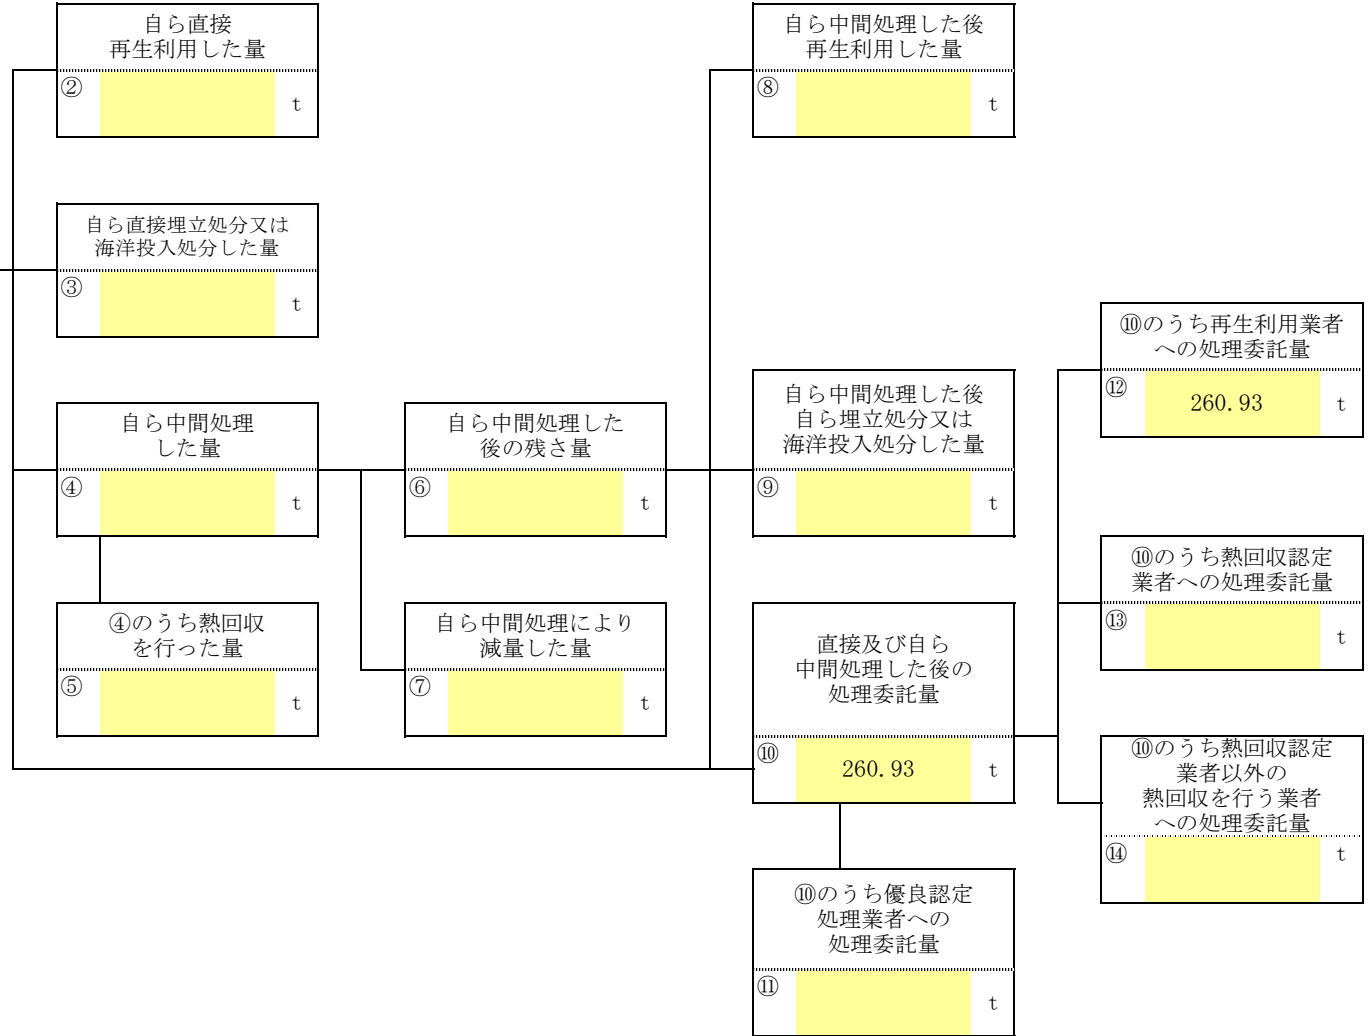 自ら直接
再生利用した量
②
t
自ら直接埋立処分又は
海洋投入処分した量
③
t
自ら中間処理
した量
④
t
④のうち熱回収
を行った量
⑤
t
自ら中間処理した
後の残さ量
⑥
t
自ら中間処理により
減量した量
⑦
t
自ら中間処理した後
再生利用した量
⑧
t
自ら中間処理した後
自ら埋立処分又は
海洋投入処分した量
⑨
t
直接及び自ら
中間処理した後の
処理委託量
⑩
260.93 t
⑩のうち優良認定
処理業者への
処理委託量
⑪
t
⑩のうち再生利用業者
への処理委託量
⑫
260.93 t
⑩のうち熱回収認定
業者への処理委託量
⑬
t
⑩のうち熱回収認定
業者以外の
熱回収を行う業者
への処理委託量
⑭
t